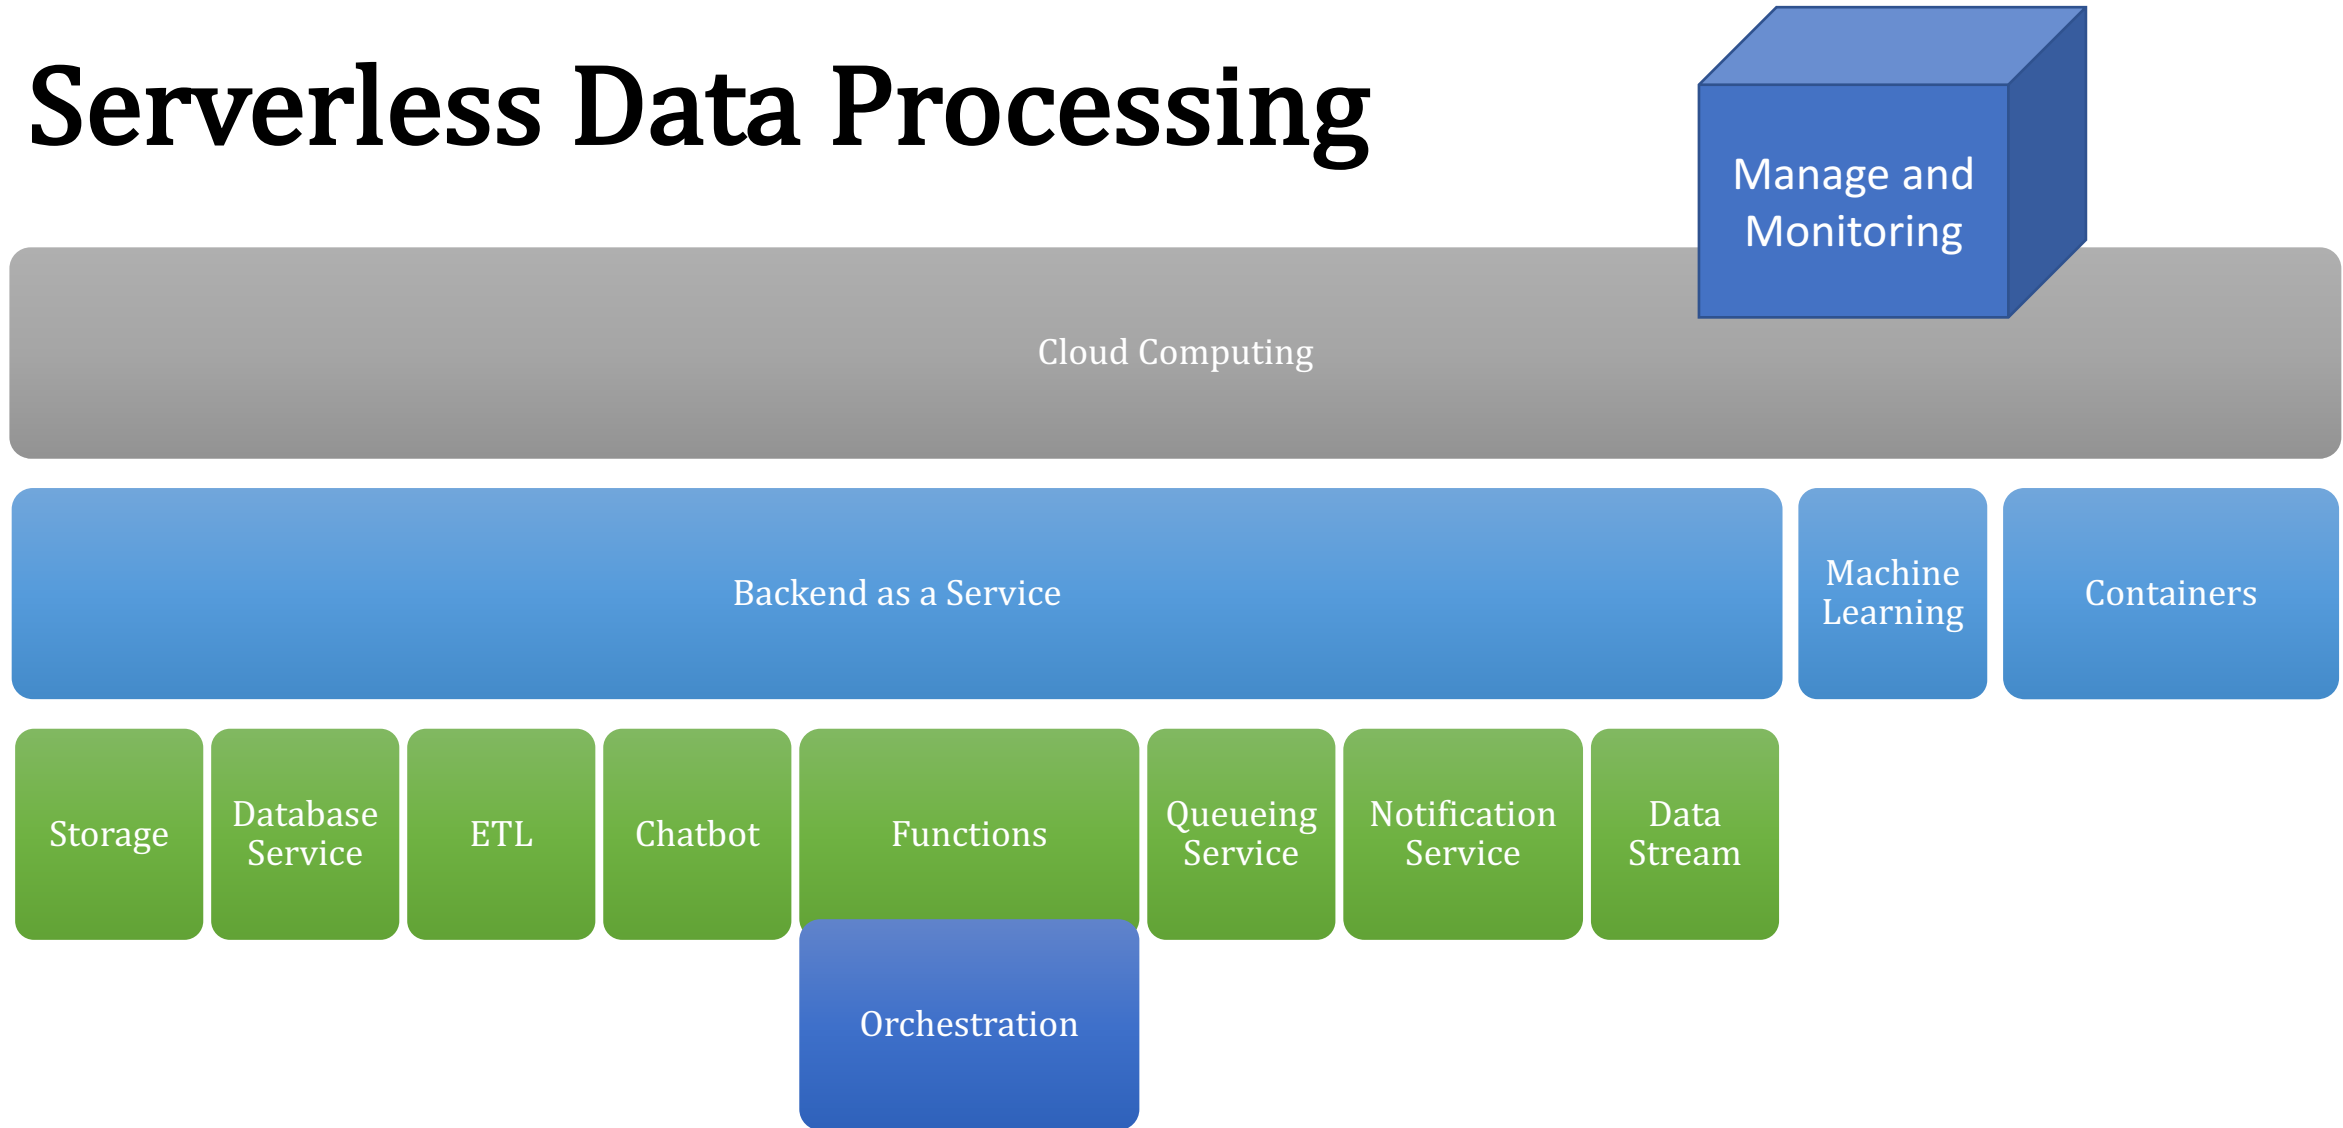 Serverless Data Processing
Manage and
Monitoring
Cloud Computing
Backend as a Service
Machine
Learning
Containers
Storage
Database
Service
ETL
Chatbot
Functions
Queueing
Service
Notification
Service
Data
Stream
Orchestration